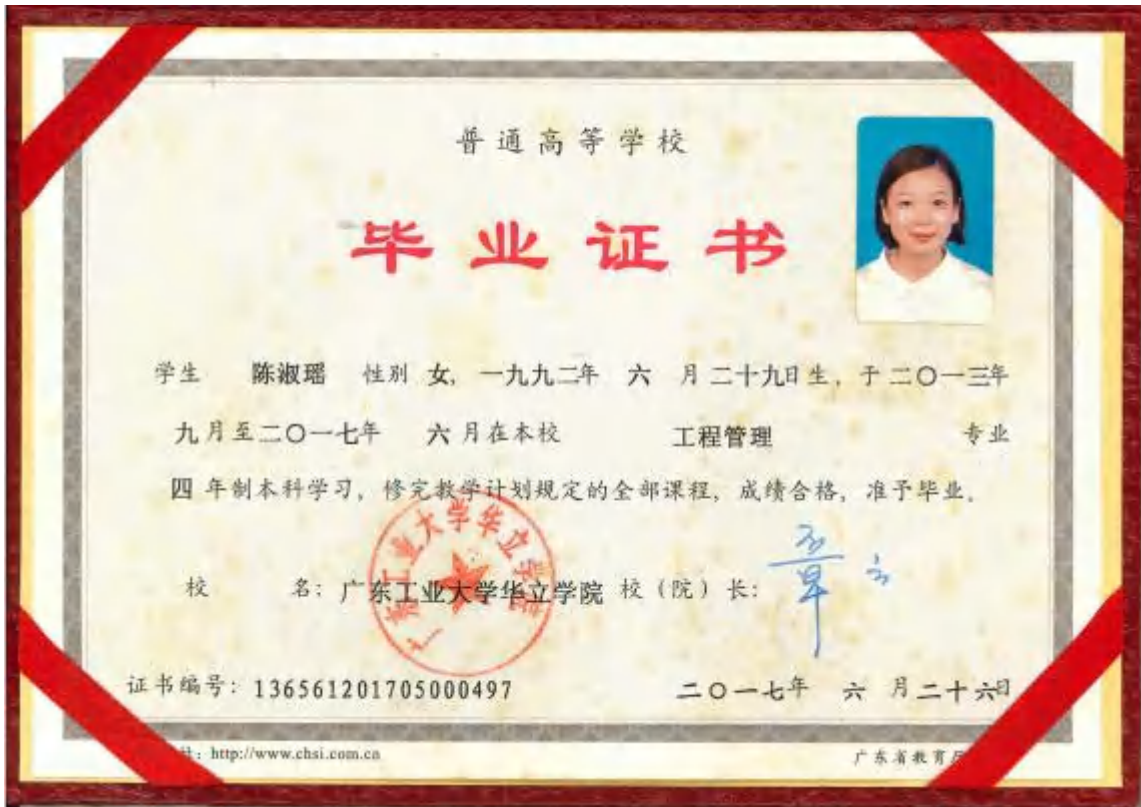 普通高等学校
毕业证书
学生 陈淑瑶 性别 女, 一九九二年 六 月二十九日生, 于二〇一三年
九月至二〇一七年 六月在本校 工程管理 专业
四 年制本科学习, 修完教学计划规定的全部课程, 成绩合格, 准予毕业.
校 名: 广东工业大学华立学院 校 (院) 长:
广东工业大学华立学院
证书编号: 136561201705000497 二〇一七年 六 月二十六日
: http://www.chsi.com.cn 广东省教育